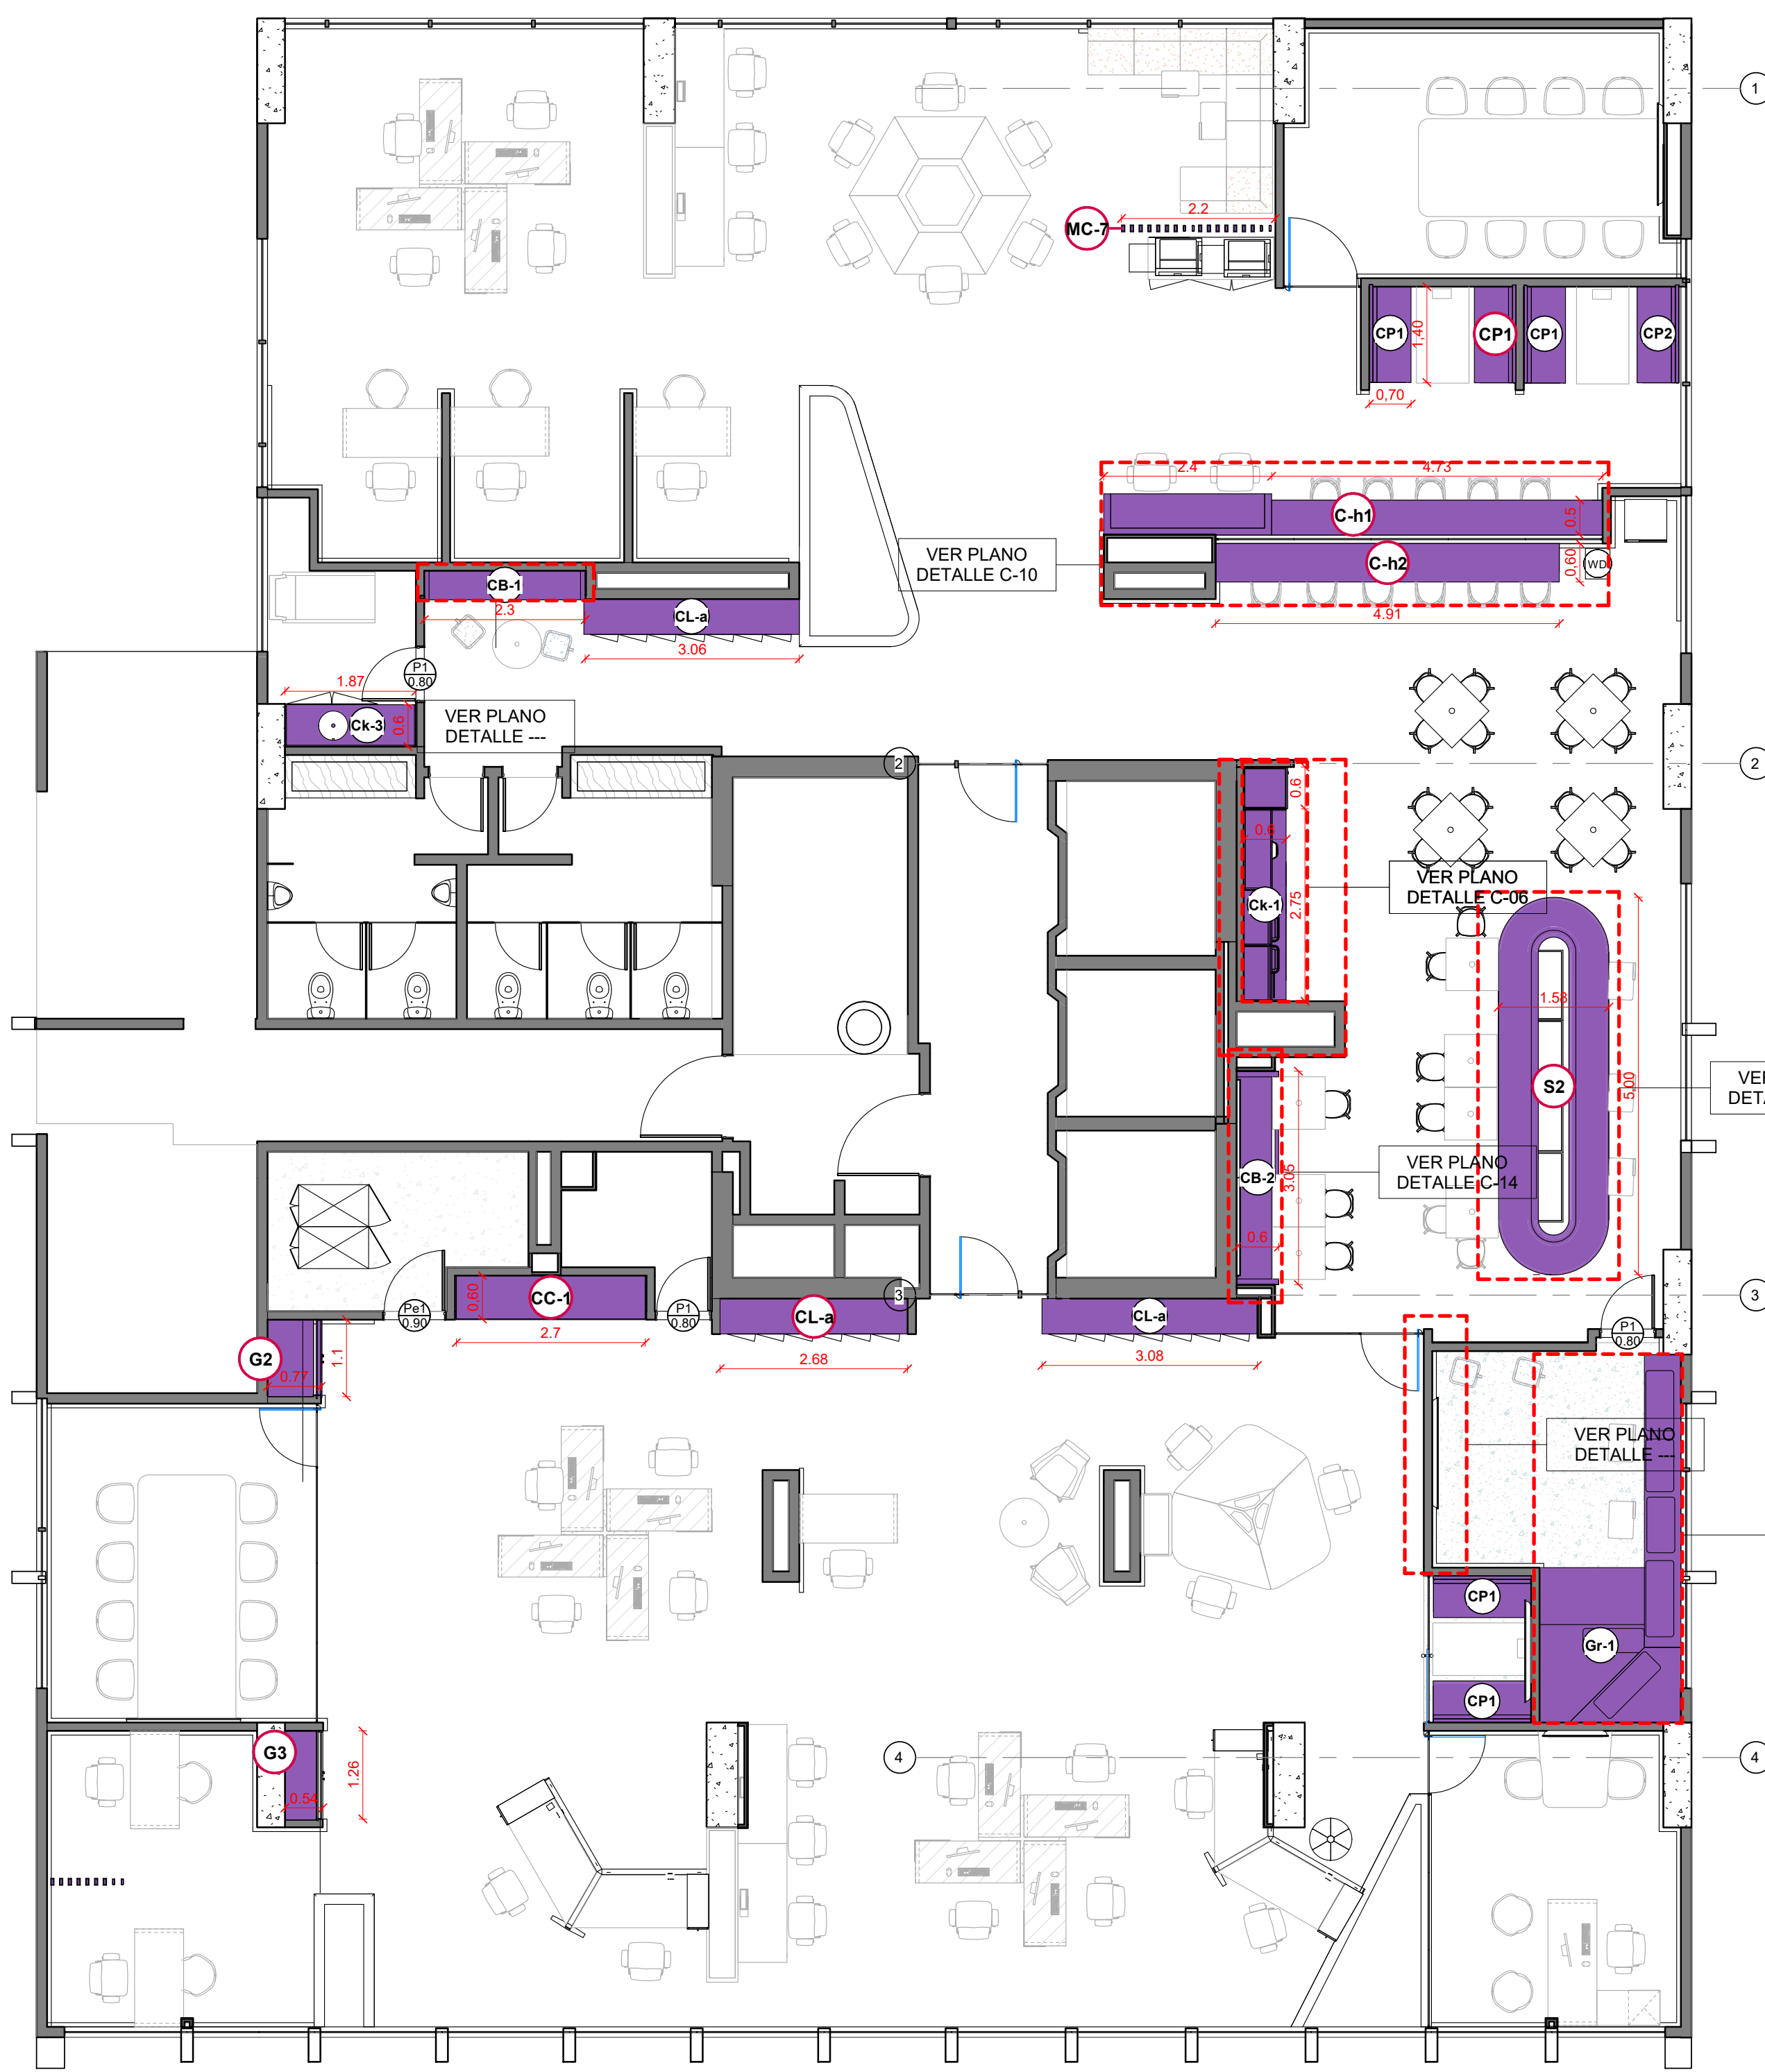 1
2.2
MC-7
CP1
1,40
CP1
CP1
CP2
0,70
2.4
4.73
C-h1
0.5
VER PLANO
DETALLE C-10
C-h2
0,60
WD
4.91
CB-1
2.3
CL-a
3.06
P1
0.80
1.87
Ck-3
0.6
VER PLANO
DETALLE ---
2
2
0.6
0.6
Ck-1
2.75
VER PLANO
DETALLE C-06
1.58
S2
5.00
VER PLANO
DETALLE C-14
CB-2
3.05
0.6
3
3
CC-1
0,60
2.7
Pe1
0.90
P1
0.80
CL-a
2.68
CL-a
3.08
P1
0.80
G2
0.77
1.1
VER PLANO
DETALLE ---
CP1
Gr-1
CP1
G3
0.54
1.26
4
4